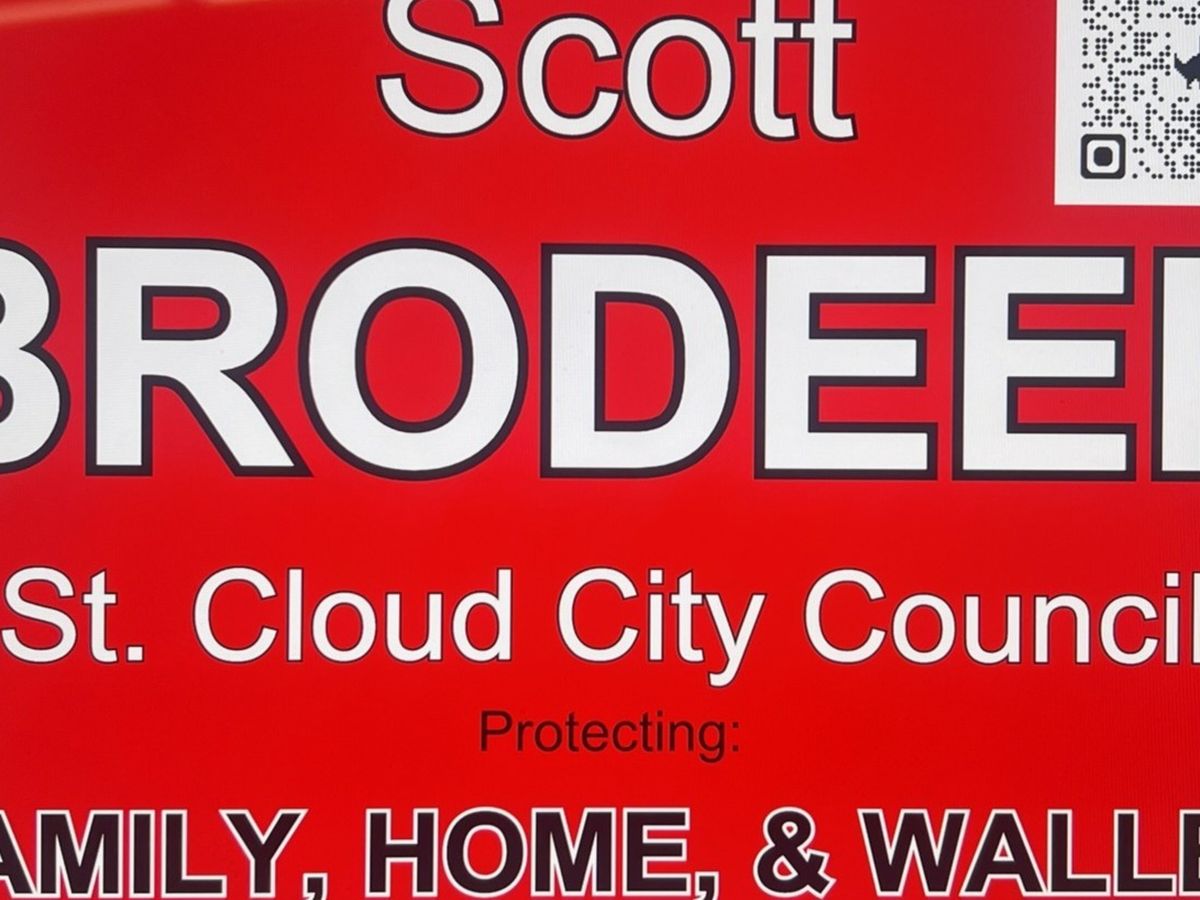 Scott
BRODEE
St. Cloud City Council
Protecting:
AMILY, HOME, & WALLE